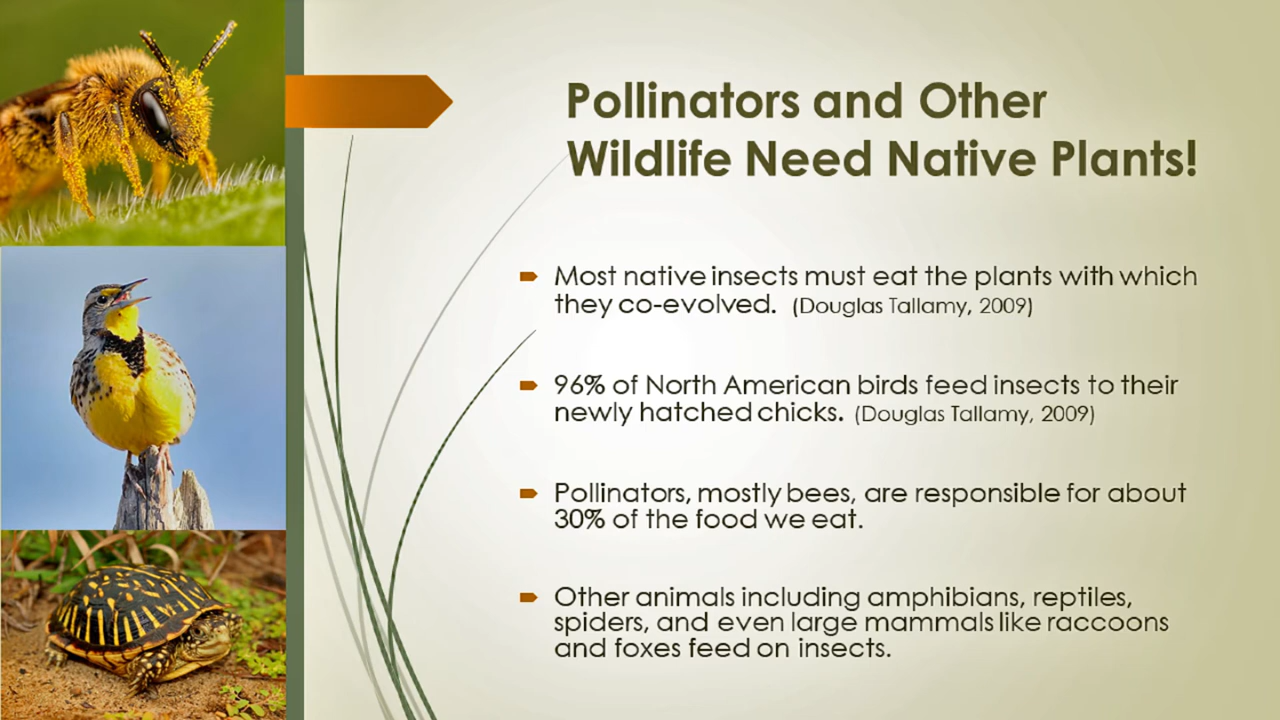 Pollinators and Other
Wildlife Need Native Plants!
Most native insects must eat the plants with which
they co-evolved. (Douglas Tallamy, 2009)
96% of North American birds feed insects to their
newly hatched chicks. (Douglas Tallamy, 2009)
Pollinators, mostly bees, are responsible for about
30% of the food we eat.
Other animals including amphibians, reptiles,
spiders, and even large mammals like raccoons
and foxes feed on insects.